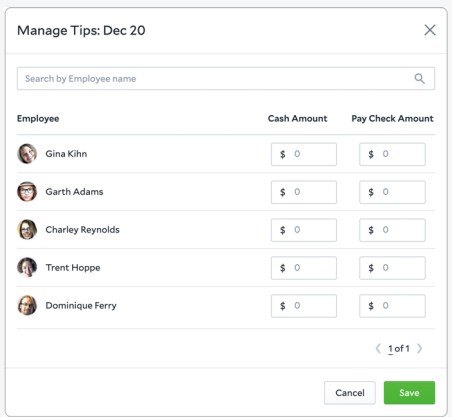 Manage Tips: Dec 20
Search by Employee name
Employee Cash Amount Pay Check Amount
Gina Kihn $ 0 $ 0
Garth Adams $ 0 $ 0
Charley Reynolds $ 0 $ 0
Trent Hoppe $ 0 $ 0
Dominique Ferry $ 0 $ 0
1 of 1
Cancel Save